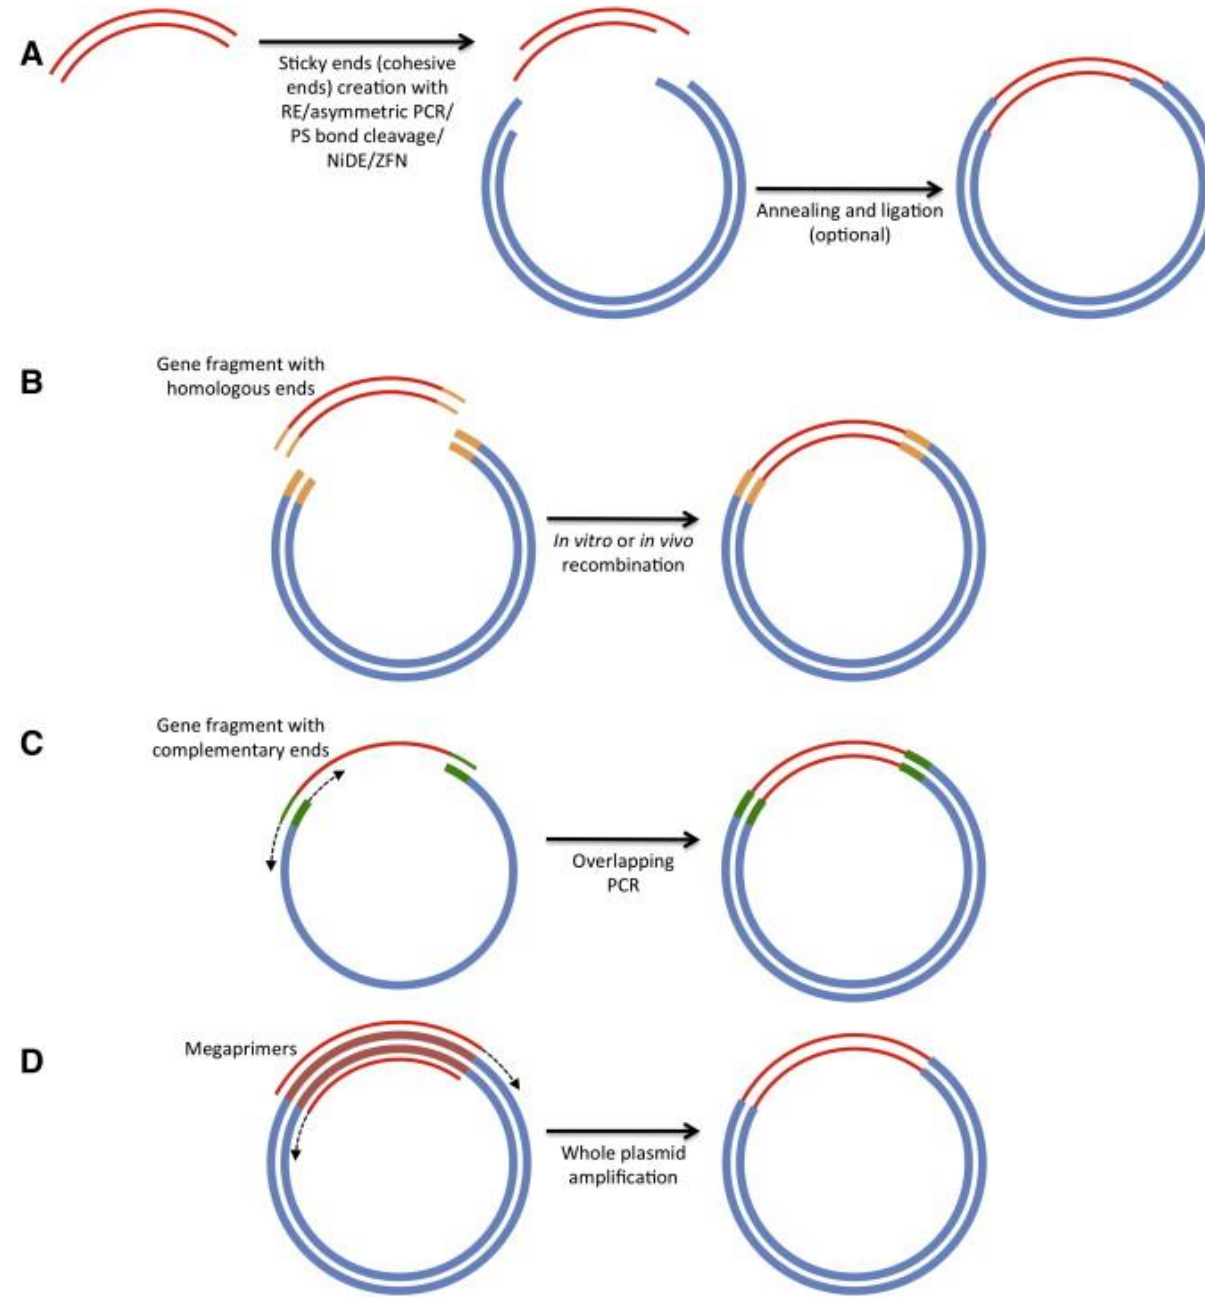 A
Sticky ends (cohesive
ends) creation with
RE/asymmetric PCR/
PS bond cleavage/
NiDE/ZFN
Annealing and ligation
(optional)
B
Gene fragment with
homologous ends
In vitro or in vivo
recombination
C
Gene fragment with
complementary ends
Overlapping
PCR
D
Megaprimers
Whole plasmid
amplification